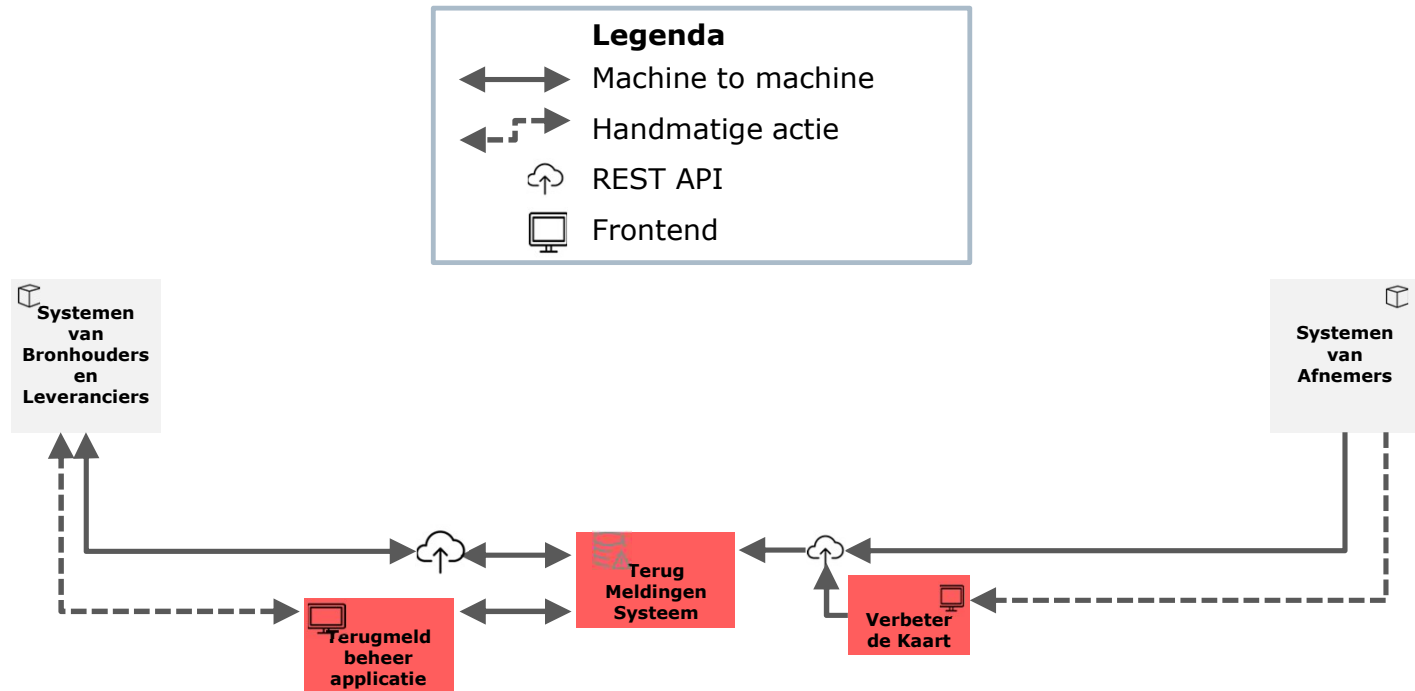 Legenda
Machine to machine
Handmatige actie
REST API
Frontend
Systemen
van
Bronhouders
en
Leveranciers
Systemen
van
Afnemers
Terug
Meldingen
Systeem
Verbeter
de Kaart
Terugmeld
beheer
applicatie